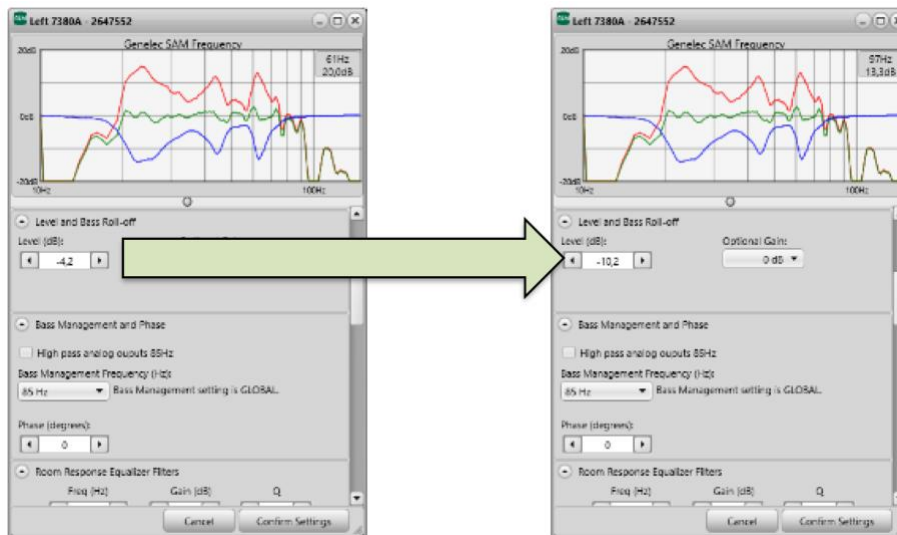 Left 7380A - 2647552
Genelec SAM Frequency
20dB
61Hz
20,0dB
0dB
-20dB
10Hz
100Hz
Level and Bass Roll-off
Level (dB):
-4,2
Bass Management and Phase
High pass analog ouputs 85Hz
Bass Management Frequency (Hz):
85 Hz
Bass Management setting is GLOBAL.
Phase (degrees):
0
Room Response Equalizer Filters
Freq (Hz) Gain (dB) Q
Cancel Confirm Settings
Left 7380A - 2647552
Genelec SAM Frequency
20dB
97Hz
13,3dB
0dB
-20dB
10Hz
100Hz
Level and Bass Roll-off
Level (dB): Optional Gain:
-10,2 0 dB
Bass Management and Phase
High pass analog ouputs 85Hz
Bass Management Frequency (Hz):
85 Hz
Bass Management setting is GLOBAL.
Phase (degrees):
0
Room Response Equalizer Filters
Freq (Hz) Gain (dB) Q
Cancel Confirm Settings